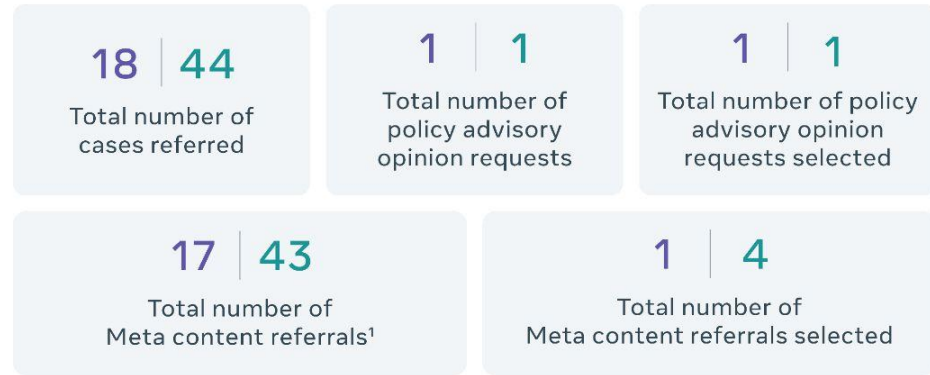 18 | 44
Total number of
cases referred
1 | 1
Total number of
policy advisory
opinion requests
1 | 1
Total number of policy
advisory opinion
requests selected
17 | 43
Total number of
Meta content referrals¹
1 | 4
Total number of
Meta content referrals selected